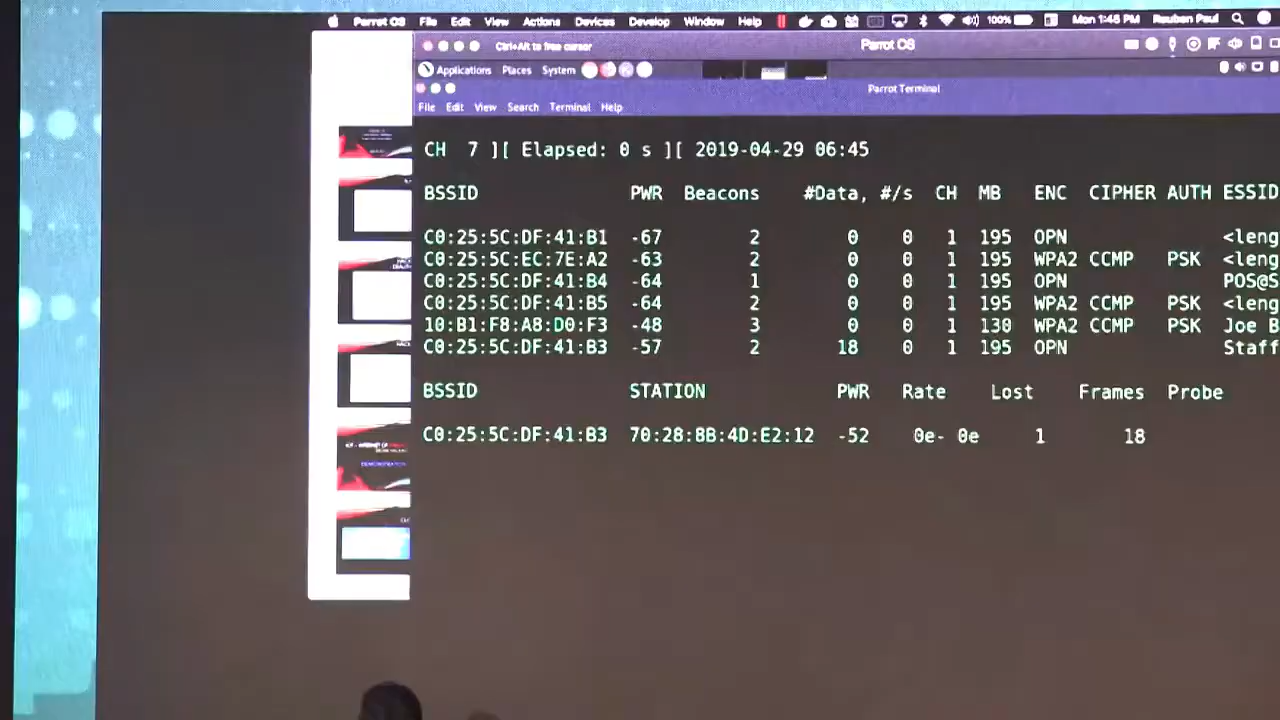 Parrot OS File Edit View Actions Devices Develop Window Help 100% Mon 1:45 PM Reuben Paul
Ctrl+Alt to free cursor Parrot OS
Applications Places System
Parrot Terminal
File Edit View Search Terminal Help
CH 7 ][ Elapsed: 0 s ][ 2019-04-29 06:45
BSSID PWR Beacons #Data, #/s CH MB ENC CIPHER AUTH ESSID
C0:25:5C:DF:41:B1 -67 2 0 0 1 195 OPN <leng
C0:25:5C:EC:7E:A2 -63 2 0 0 1 195 WPA2 CCMP PSK <leng
C0:25:5C:DF:41:B4 -64 1 0 0 1 195 OPN POS@S
C0:25:5C:DF:41:B5 -64 2 0 0 1 195 WPA2 CCMP PSK <leng
10:B1:F8:A8:D0:F3 -48 3 0 0 1 130 WPA2 CCMP PSK Joe B
C0:25:5C:DF:41:B3 -57 2 18 0 1 195 OPN Staff
BSSID STATION PWR Rate Lost Frames Probe
C0:25:5C:DF:41:B3 70:28:8B:4D:E2:12 -52 0e- 0e 1 18